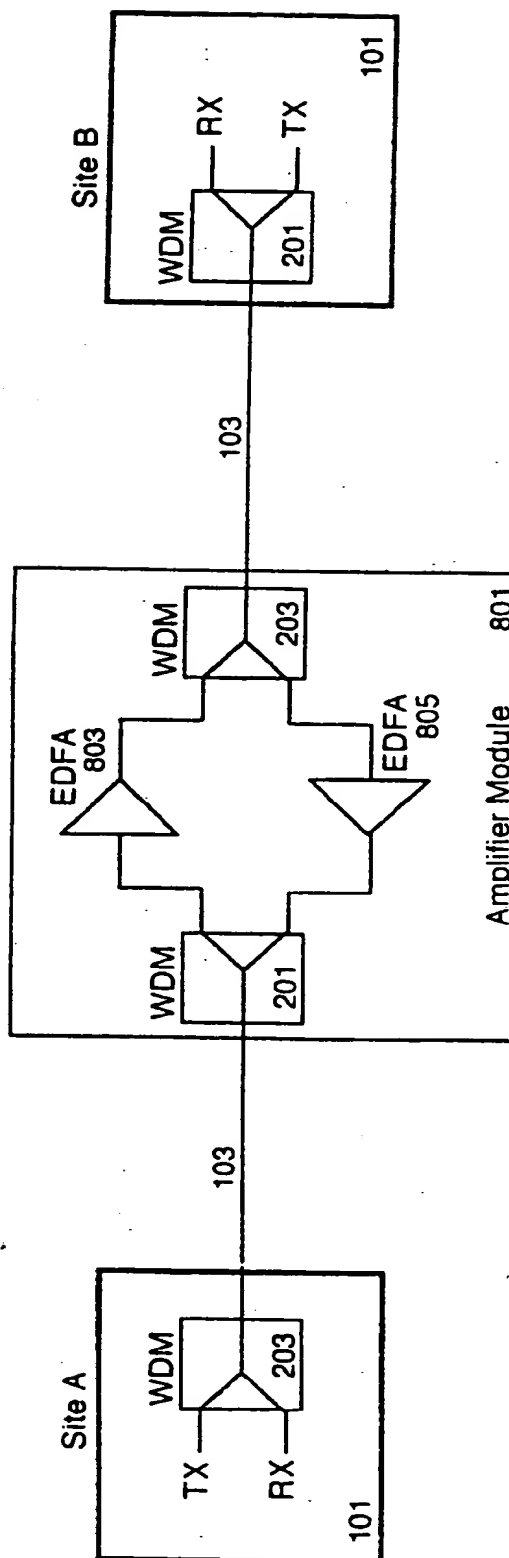 Site A
WDM
TX
203
RX
101
103
Amplifier Module
801
WDM
201
EDFA
803
EDFA
805
WDM
203
103
Site B
WDM
201
RX
TX
101